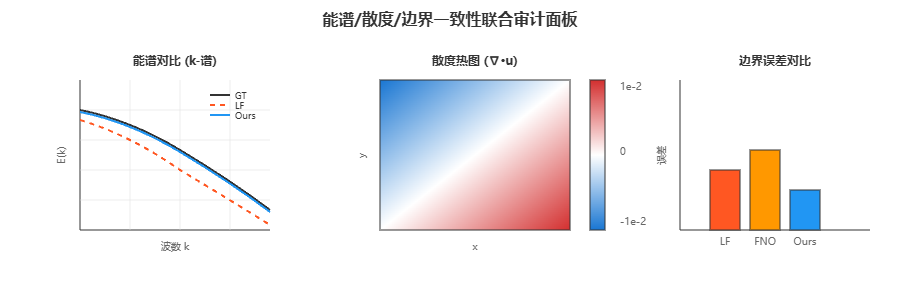 能谱/散度/边界一致性联合审计面板
能谱对比 (k-谱)
GT
LF
Ours
E(k)
波数 k
散度热图 (∇·u)
y
x
1e-2
0
-1e-2
边界误差对比
误差
LF
FNO
Ours